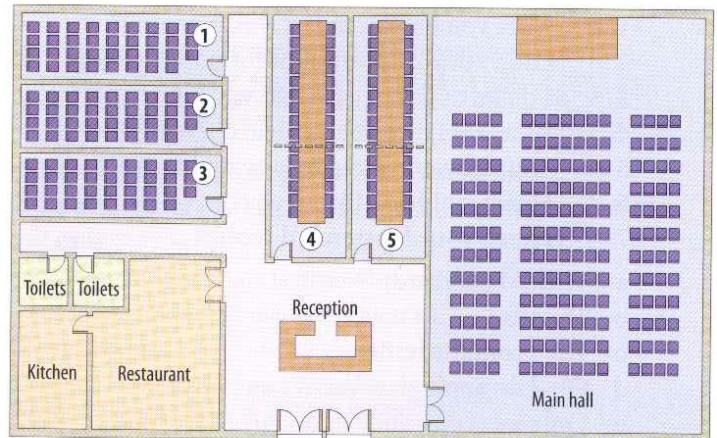 1
2
3
4
5
Toilets
Toilets
Reception
Kitchen
Restaurant
Main hall